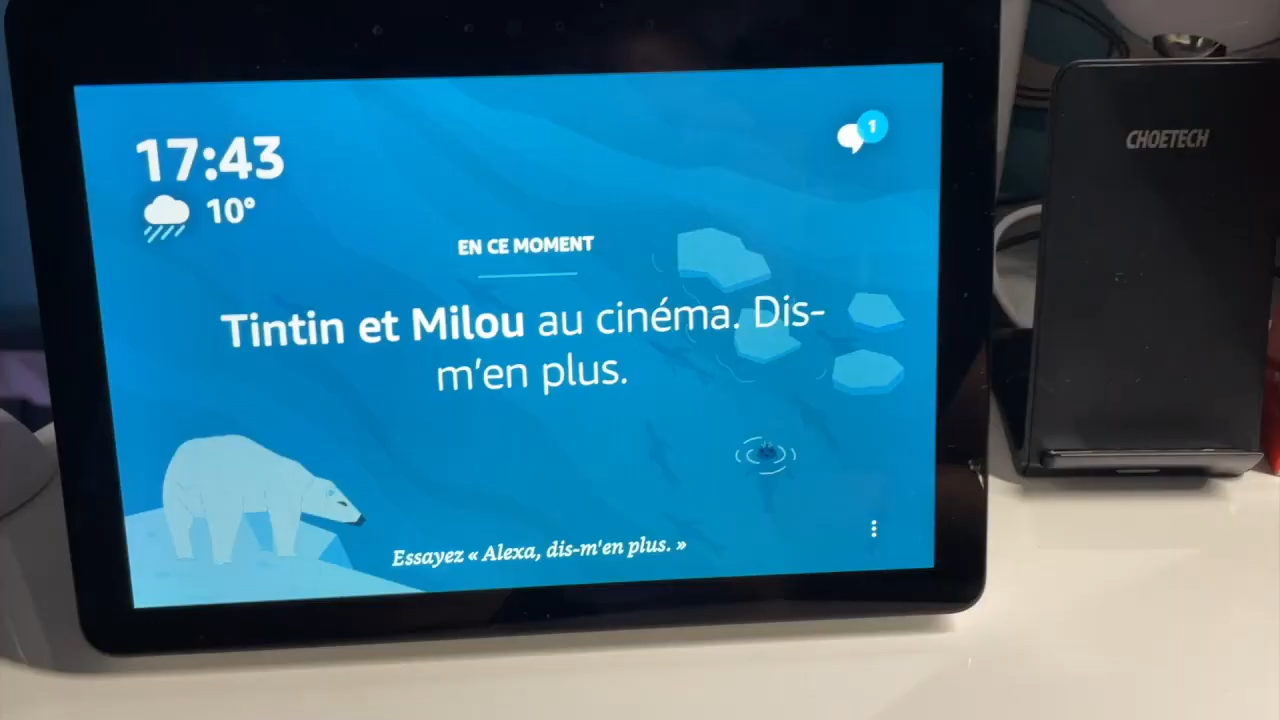 17:43
10°
1
EN CE MOMENT
Tintin et Milou au cinéma. Dis-
m'en plus.
Essayez « Alexa, dis-m'en plus. »
CHOETECH